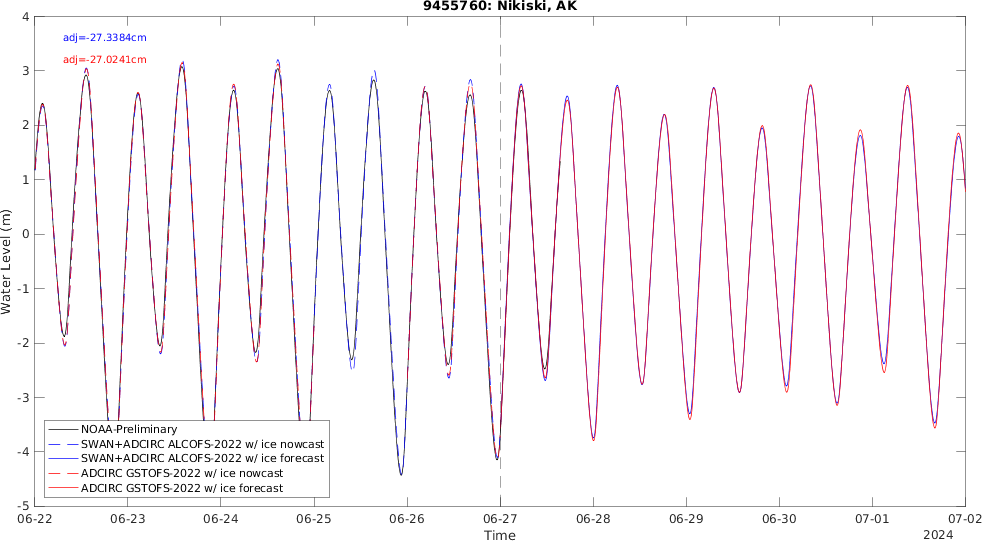 9455760: Nikiski, AK
adj=-27.3384cm
adj=-27.0241cm
Water Level (m)
4
3
2
1
0
-1
-2
-3
-4
-5
NOAA-Preliminary
SWAN+ADCIRC ALCOFS-2022 w/ ice nowcast
SWAN+ADCIRC ALCOFS-2022 w/ ice forecast
ADCIRC GSTOFS-2022 w/ ice nowcast
ADCIRC GSTOFS-2022 w/ ice forecast
06-22 06-23 06-24 06-25 06-26 06-27 06-28 06-29 06-30 07-01 07-02
Time
2024